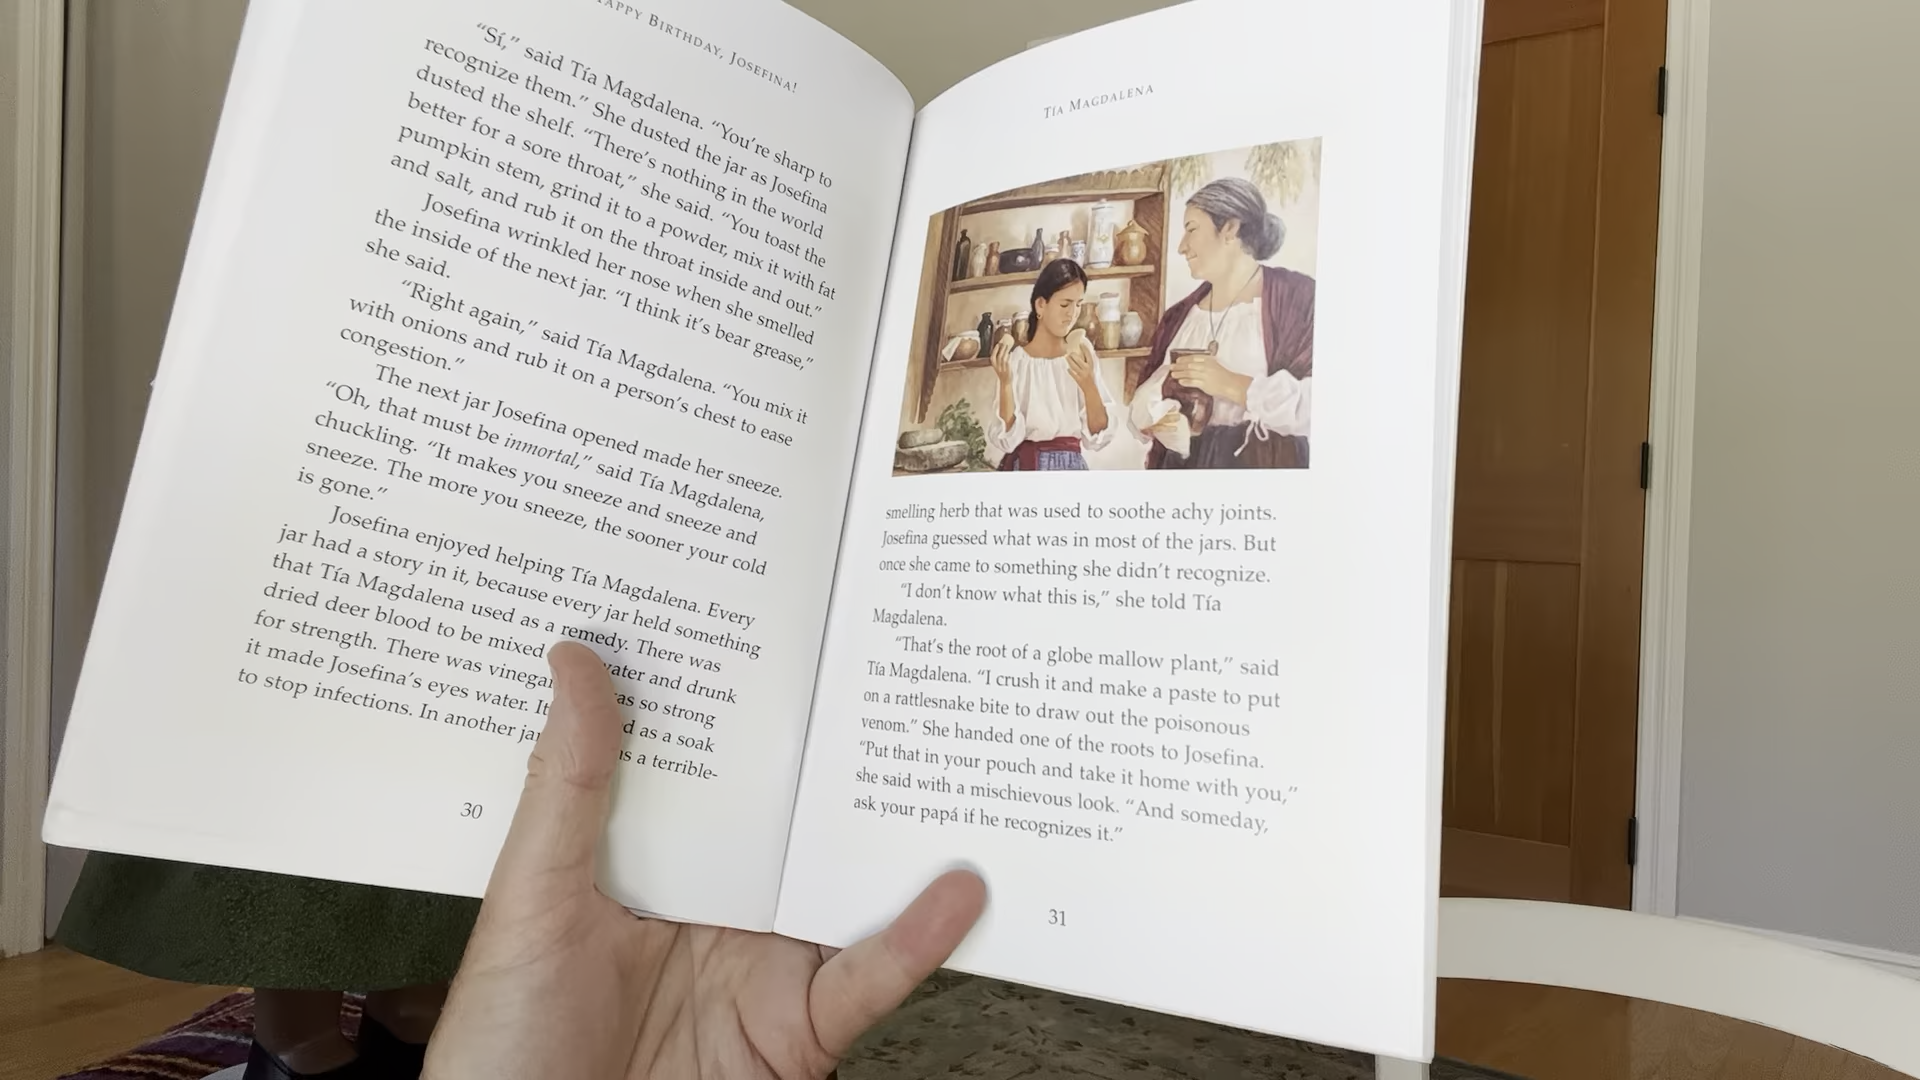 HAPPY BIRTHDAY, JOSEFINA!
“Sí,” said Tía Magdalena. “You’re sharp to
recognize them.” She dusted the jar as Josefina
dusted the shelf. “There’s nothing in the world
better for a sore throat,” she said. “You toast the
pumpkin stem, grind it to a powder, mix it with fat
and salt, and rub it on the throat inside and out.”
Josefina wrinkled her nose when she smelled
the inside of the next jar. “I think it’s bear grease,”
she said.
“Right again,” said Tía Magdalena. “You mix it
with onions and rub it on a person’s chest to ease
congestion.”
The next jar Josefina opened made her sneeze.
“Oh, that must be inmortal,” said Tía Magdalena,
chuckling. “It makes you sneeze and sneeze and
sneeze. The more you sneeze, the sooner your cold
is gone.”
Josefina enjoyed helping Tía Magdalena. Every
jar had a story in it, because every jar held something
that Tía Magdalena used as a remedy. There was
dried deer blood to be mixed water and drunk
for strength. There was vinegar so strong
it made Josefina’s eyes water. It as a soak
to stop infections. In another jar a terrible-
30
TÍA MAGDALENA
smelling herb that was used to soothe achy joints.
Josefina guessed what was in most of the jars. But
once she came to something she didn’t recognize.
“I don’t know what this is,” she told Tía
Magdalena.
“That’s the root of a globe mallow plant,” said
Tía Magdalena. “I crush it and make a paste to put
on a rattlesnake bite to draw out the poisonous
venom.” She handed one of the roots to Josefina.
“Put that in your pouch and take it home with you,”
she said with a mischievous look. “And someday,
ask your papá if he recognizes it.”
31